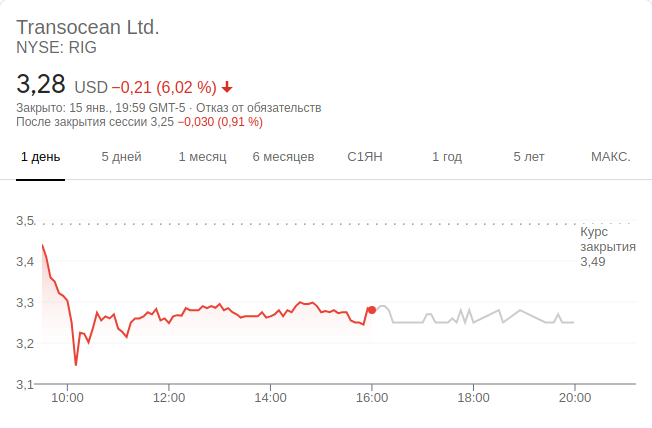 Transocean Ltd.
NYSE: RIG
3,28 USD −0,21 (6,02 %)
Закрыто: 15 янв., 19:59 GMT-5 · Отказ от обязательств
После закрытия сессии 3,25 −0,030 (0,91 %)
1 день 5 дней 1 месяц 6 месяцев С1ЯН 1 год 5 лет МАКС.
3,5
Курс
закрытия
3,4
3,49
3,3
3,2
3,1
10:00 12:00 14:00 16:00 18:00 20:00